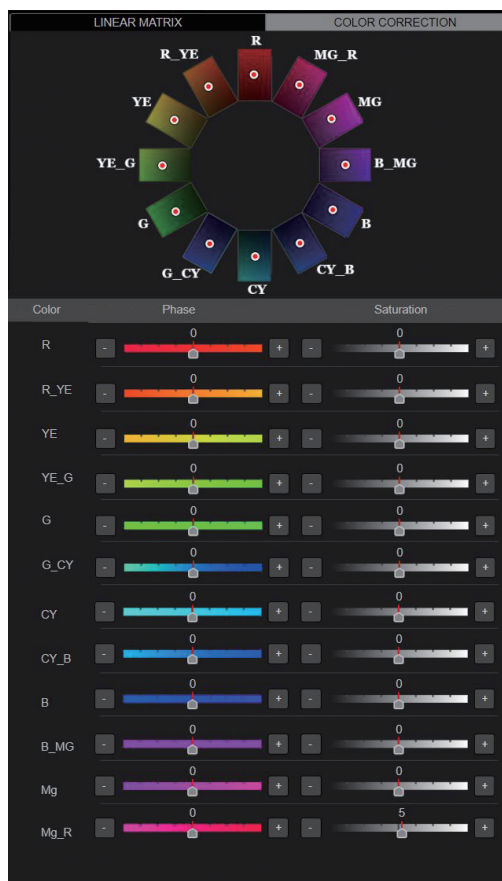 LINEAR MATRIX COLOR CORRECTION
R
R_YE MG_R
YE MG
YE_G B_MG
G B
G_CY CY_B
CY
Color Phase Saturation
0 0
R - + - +
0 0
R_YE - + - +
0 0
YE - + - +
0 0
YE_G - + - +
0 0
G - + - +
0 0
G_CY - + - +
0 0
CY - + - +
0 0
CY_B - + - +
0 0
B - + - +
0 0
B_MG - + - +
0 0
Mg - + - +
0 5
Mg_R - + - +